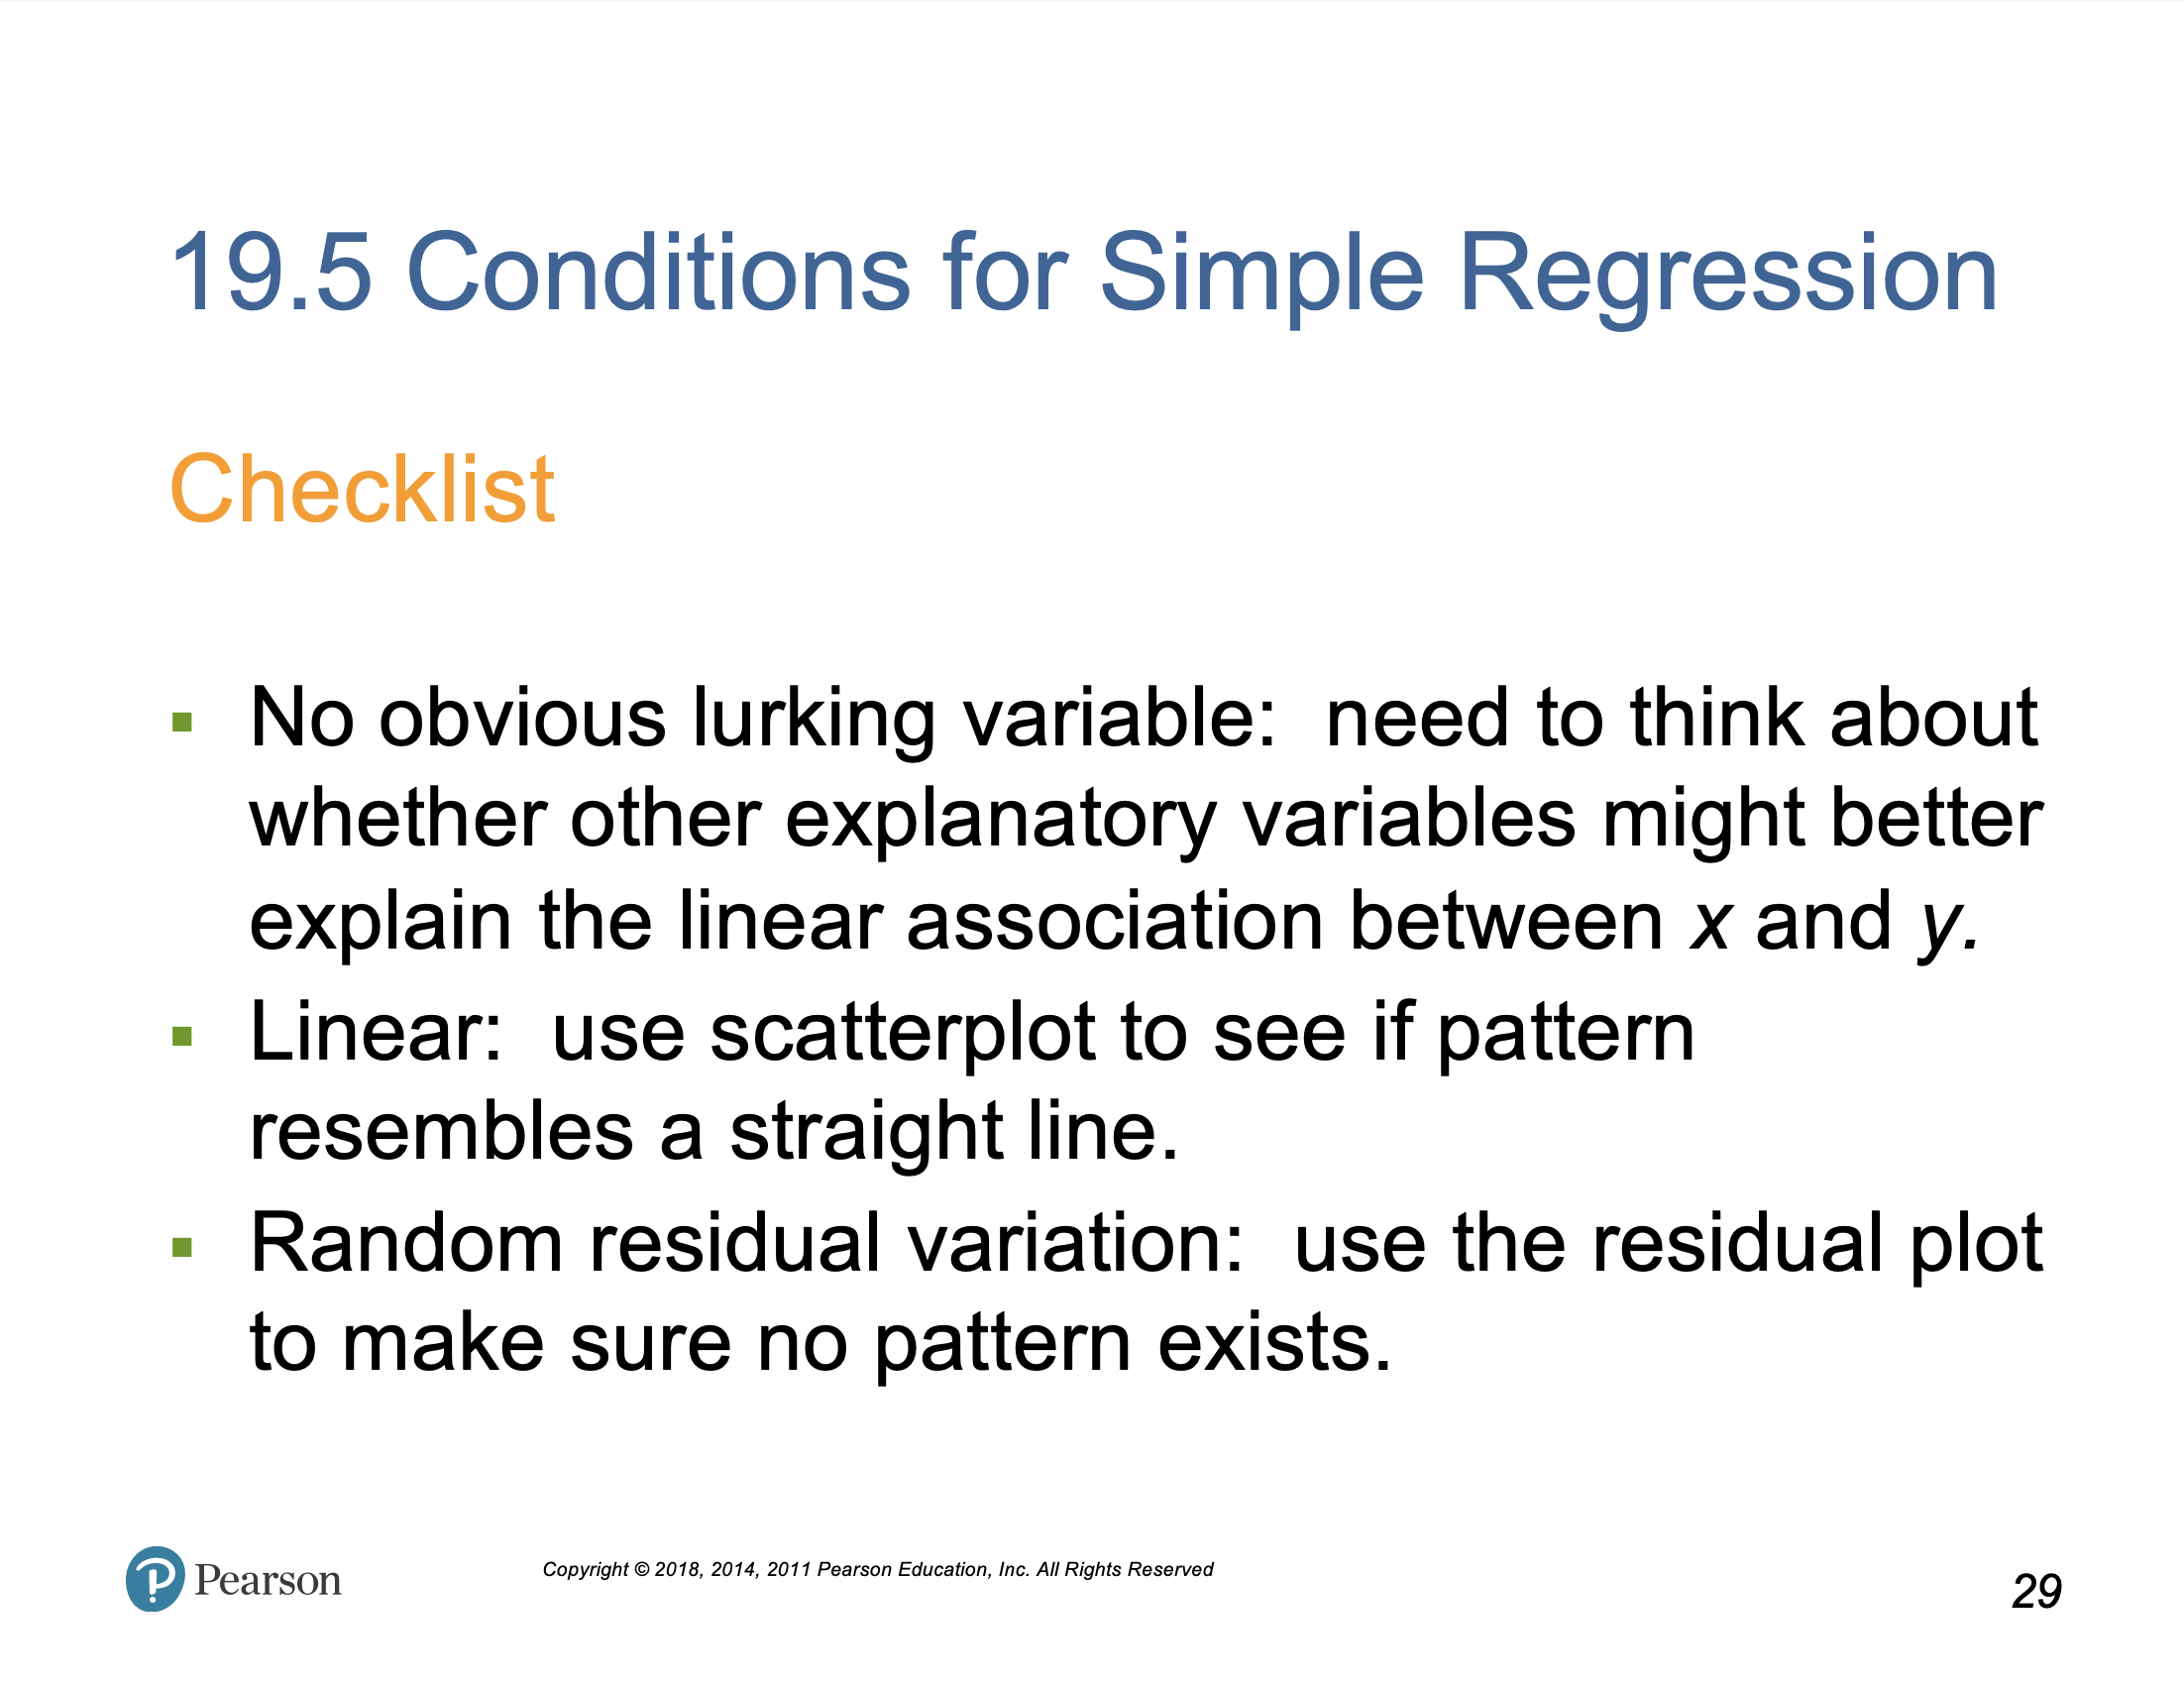 19.5 Conditions for Simple Regression
Checklist
▪ No obvious lurking variable:  need to think about
whether other explanatory variables might better
explain the linear association between x and y.
▪ Linear:  use scatterplot to see if pattern
resembles a straight line.
▪ Random residual variation:  use the residual plot
to make sure no pattern exists.
Pearson
Copyright © 2018, 2014, 2011 Pearson Education, Inc. All Rights Reserved
29